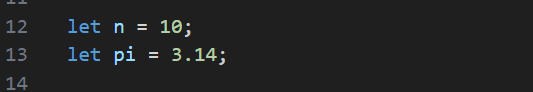 11
12 let n = 10;
13 let pi = 3.14;
14